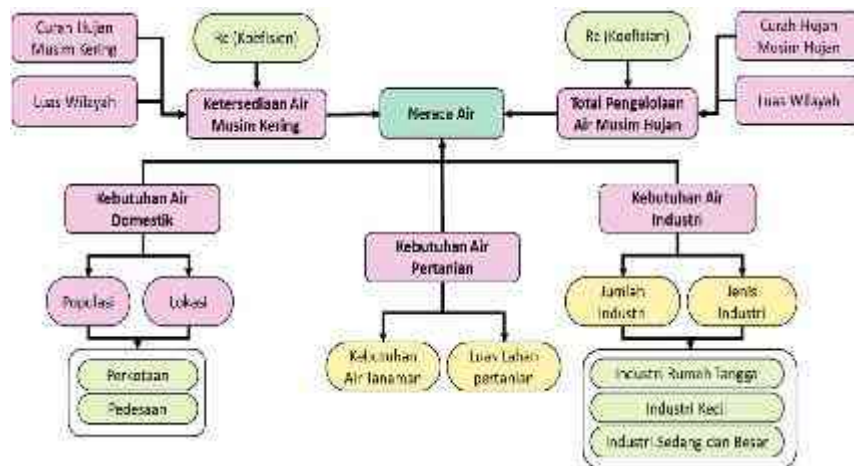 Curah Hujan
Musim Kering
Rc (Koefisien)
Rc (Koefisian)
Curah Hujan
Musim Hujan
Luas Wilayah
Ketersediaan Air
Musim Kering
Neraca Air
Total Pengelolaan
Air Musim Hujan
Luas Wilayah
Kebutuhan Air
Domestik
Kebutuhan Air
Pertanian
Kebutuhan Air
Industri
Populasi
Lokasi
Jumlah
Industri
Jenis
Industri
Perkotaan
Pedesaan
Kebutuhan
Air Tanaman
Luas Lahan
pertanian
Industri Rumah Tangga
Industri Kecil
Industri Sedang dan Besar